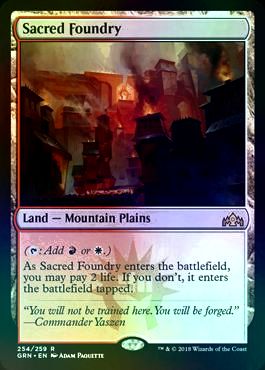 Sacred Foundry
Land — Mountain Plains
(: Add or .)
As Sacred Foundry enters the battlefield,
you may pay 2 life. If you don't, it enters
the battlefield tapped.
“You will not be trained here. You will be forged.”
—Commander Yaszen
254/259 R
GRN • EN Adam Paquette
™ & © 2018 Wizards of the Coast